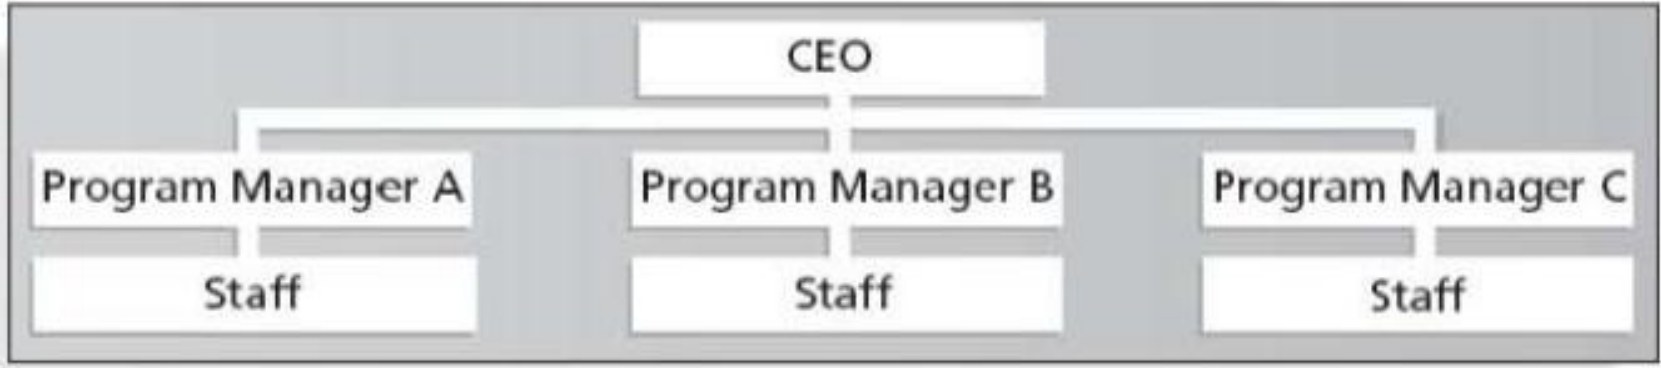 CEO
Program Manager A
Program Manager B
Program Manager C
Staff
Staff
Staff